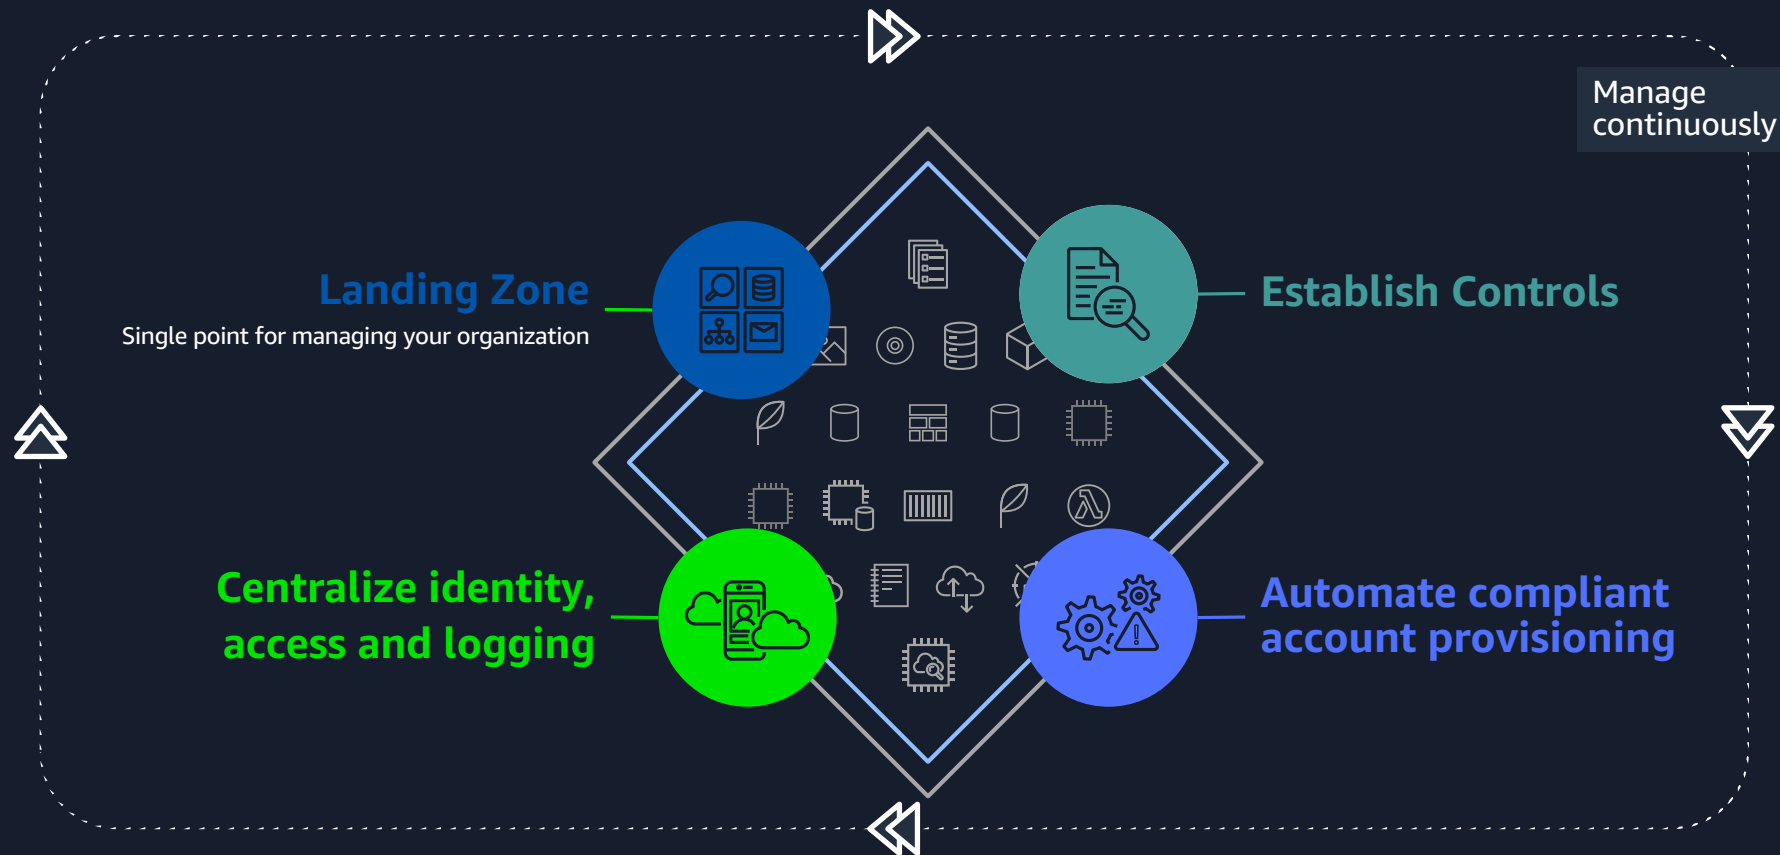 Manage
continuously
Landing Zone
Single point for managing your organization
Establish Controls
Centralize identity,
access and logging
Automate compliant
account provisioning